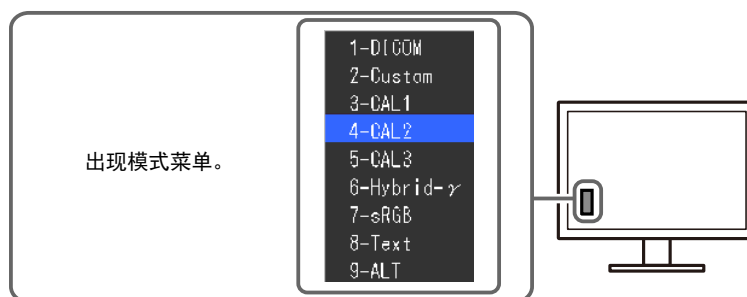 出现模式菜单。
1-DICOM
2-Custom
3-CAL1
4-CAL2
5-CAL3
6-Hybrid-γ
7-sRGB
8-Text
9-ALT